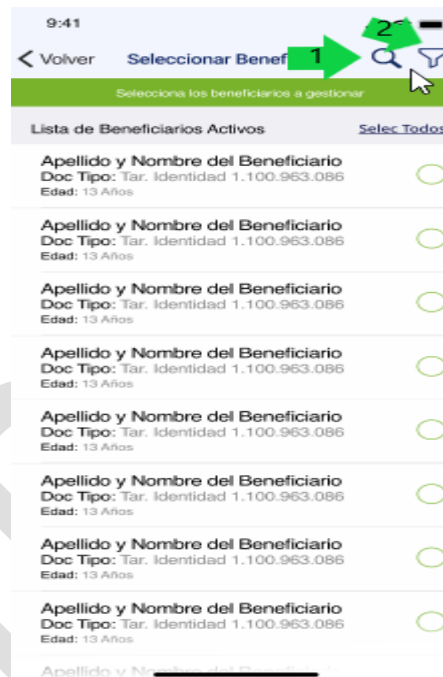 9:41
2
Volver Seleccionar Benef 1
Selecciona los beneficiarios a gestionar
Lista de Beneficiarios Activos Selec Todos
Apellido y Nombre del Beneficiario
Doc Tipo: Tar. Identidad 1.100.963.086
Edad: 13 Años
Apellido y Nombre del Beneficiario
Doc Tipo: Tar. Identidad 1.100.963.086
Edad: 13 Años
Apellido y Nombre del Beneficiario
Doc Tipo: Tar. Identidad 1.100.963.086
Edad: 13 Años
Apellido y Nombre del Beneficiario
Doc Tipo: Tar. Identidad 1.100.963.086
Edad: 13 Años
Apellido y Nombre del Beneficiario
Doc Tipo: Tar. Identidad 1.100.963.086
Edad: 13 Años
Apellido y Nombre del Beneficiario
Doc Tipo: Tar. Identidad 1.100.963.086
Edad: 13 Años
Apellido y Nombre del Beneficiario
Doc Tipo: Tar. Identidad 1.100.963.086
Edad: 13 Años
Apellido y Nombre del Beneficiario
Doc Tipo: Tar. Identidad 1.100.963.086
Edad: 13 Años
Apellido y